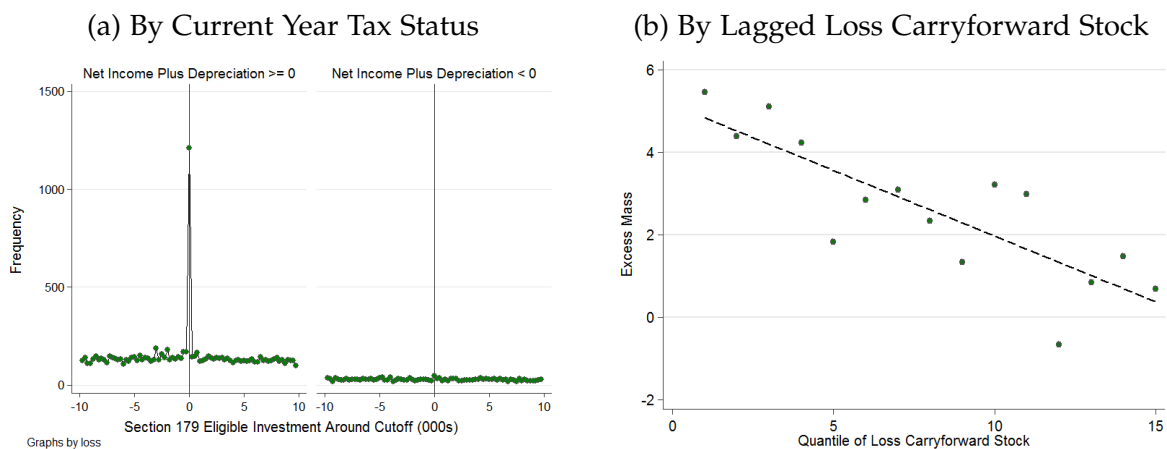 (a) By Current Year Tax Status
Net Income Plus Depreciation >= 0
Net Income Plus Depreciation < 0
1500
1000
500
0
Frequency
-10 -5 0 5 10
-10 -5 0 5 10
Section 179 Eligible Investment Around Cutoff (000s)
Graphs by loss
(b) By Lagged Loss Carryforward Stock
6
4
2
0
-2
Excess Mass
0 5 10 15
Quantile of Loss Carryforward Stock